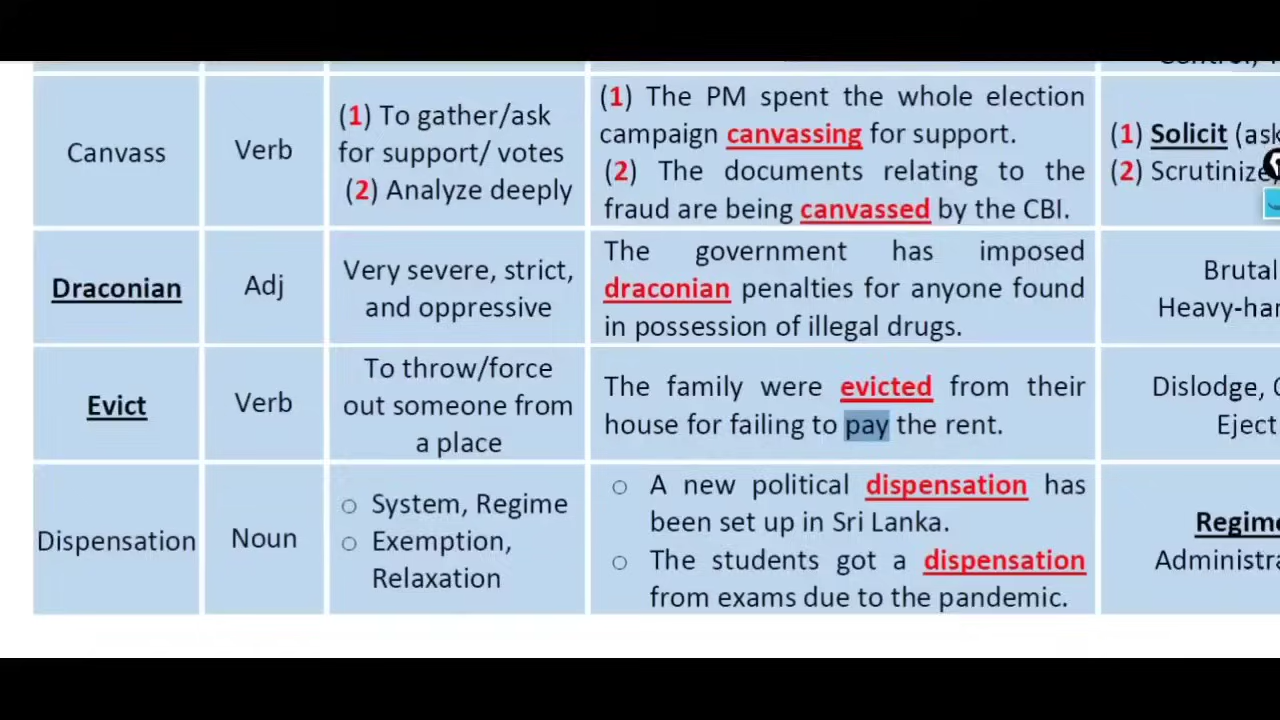 Canvass
Verb
(1) To gather/ask
for support/ votes
(2) Analyze deeply
(1) The PM spent the whole election
campaign canvassing for support.
(2) The documents relating to the
fraud are being canvassed by the CBI.
(1) Solicit (ask
(2) Scrutinize
Draconian
Adj
Very severe, strict,
and oppressive
The government has imposed
draconian penalties for anyone found
in possession of illegal drugs.
Brutal
Heavy-har
Evict
Verb
To throw/force
out someone from
a place
The family were evicted from their
house for failing to pay the rent.
Dislodge,
Eject
Dispensation
Noun
○ System, Regime
○ Exemption,
Relaxation
○ A new political dispensation has
been set up in Sri Lanka.
○ The students got a dispensation
from exams due to the pandemic.
Regime
Administra